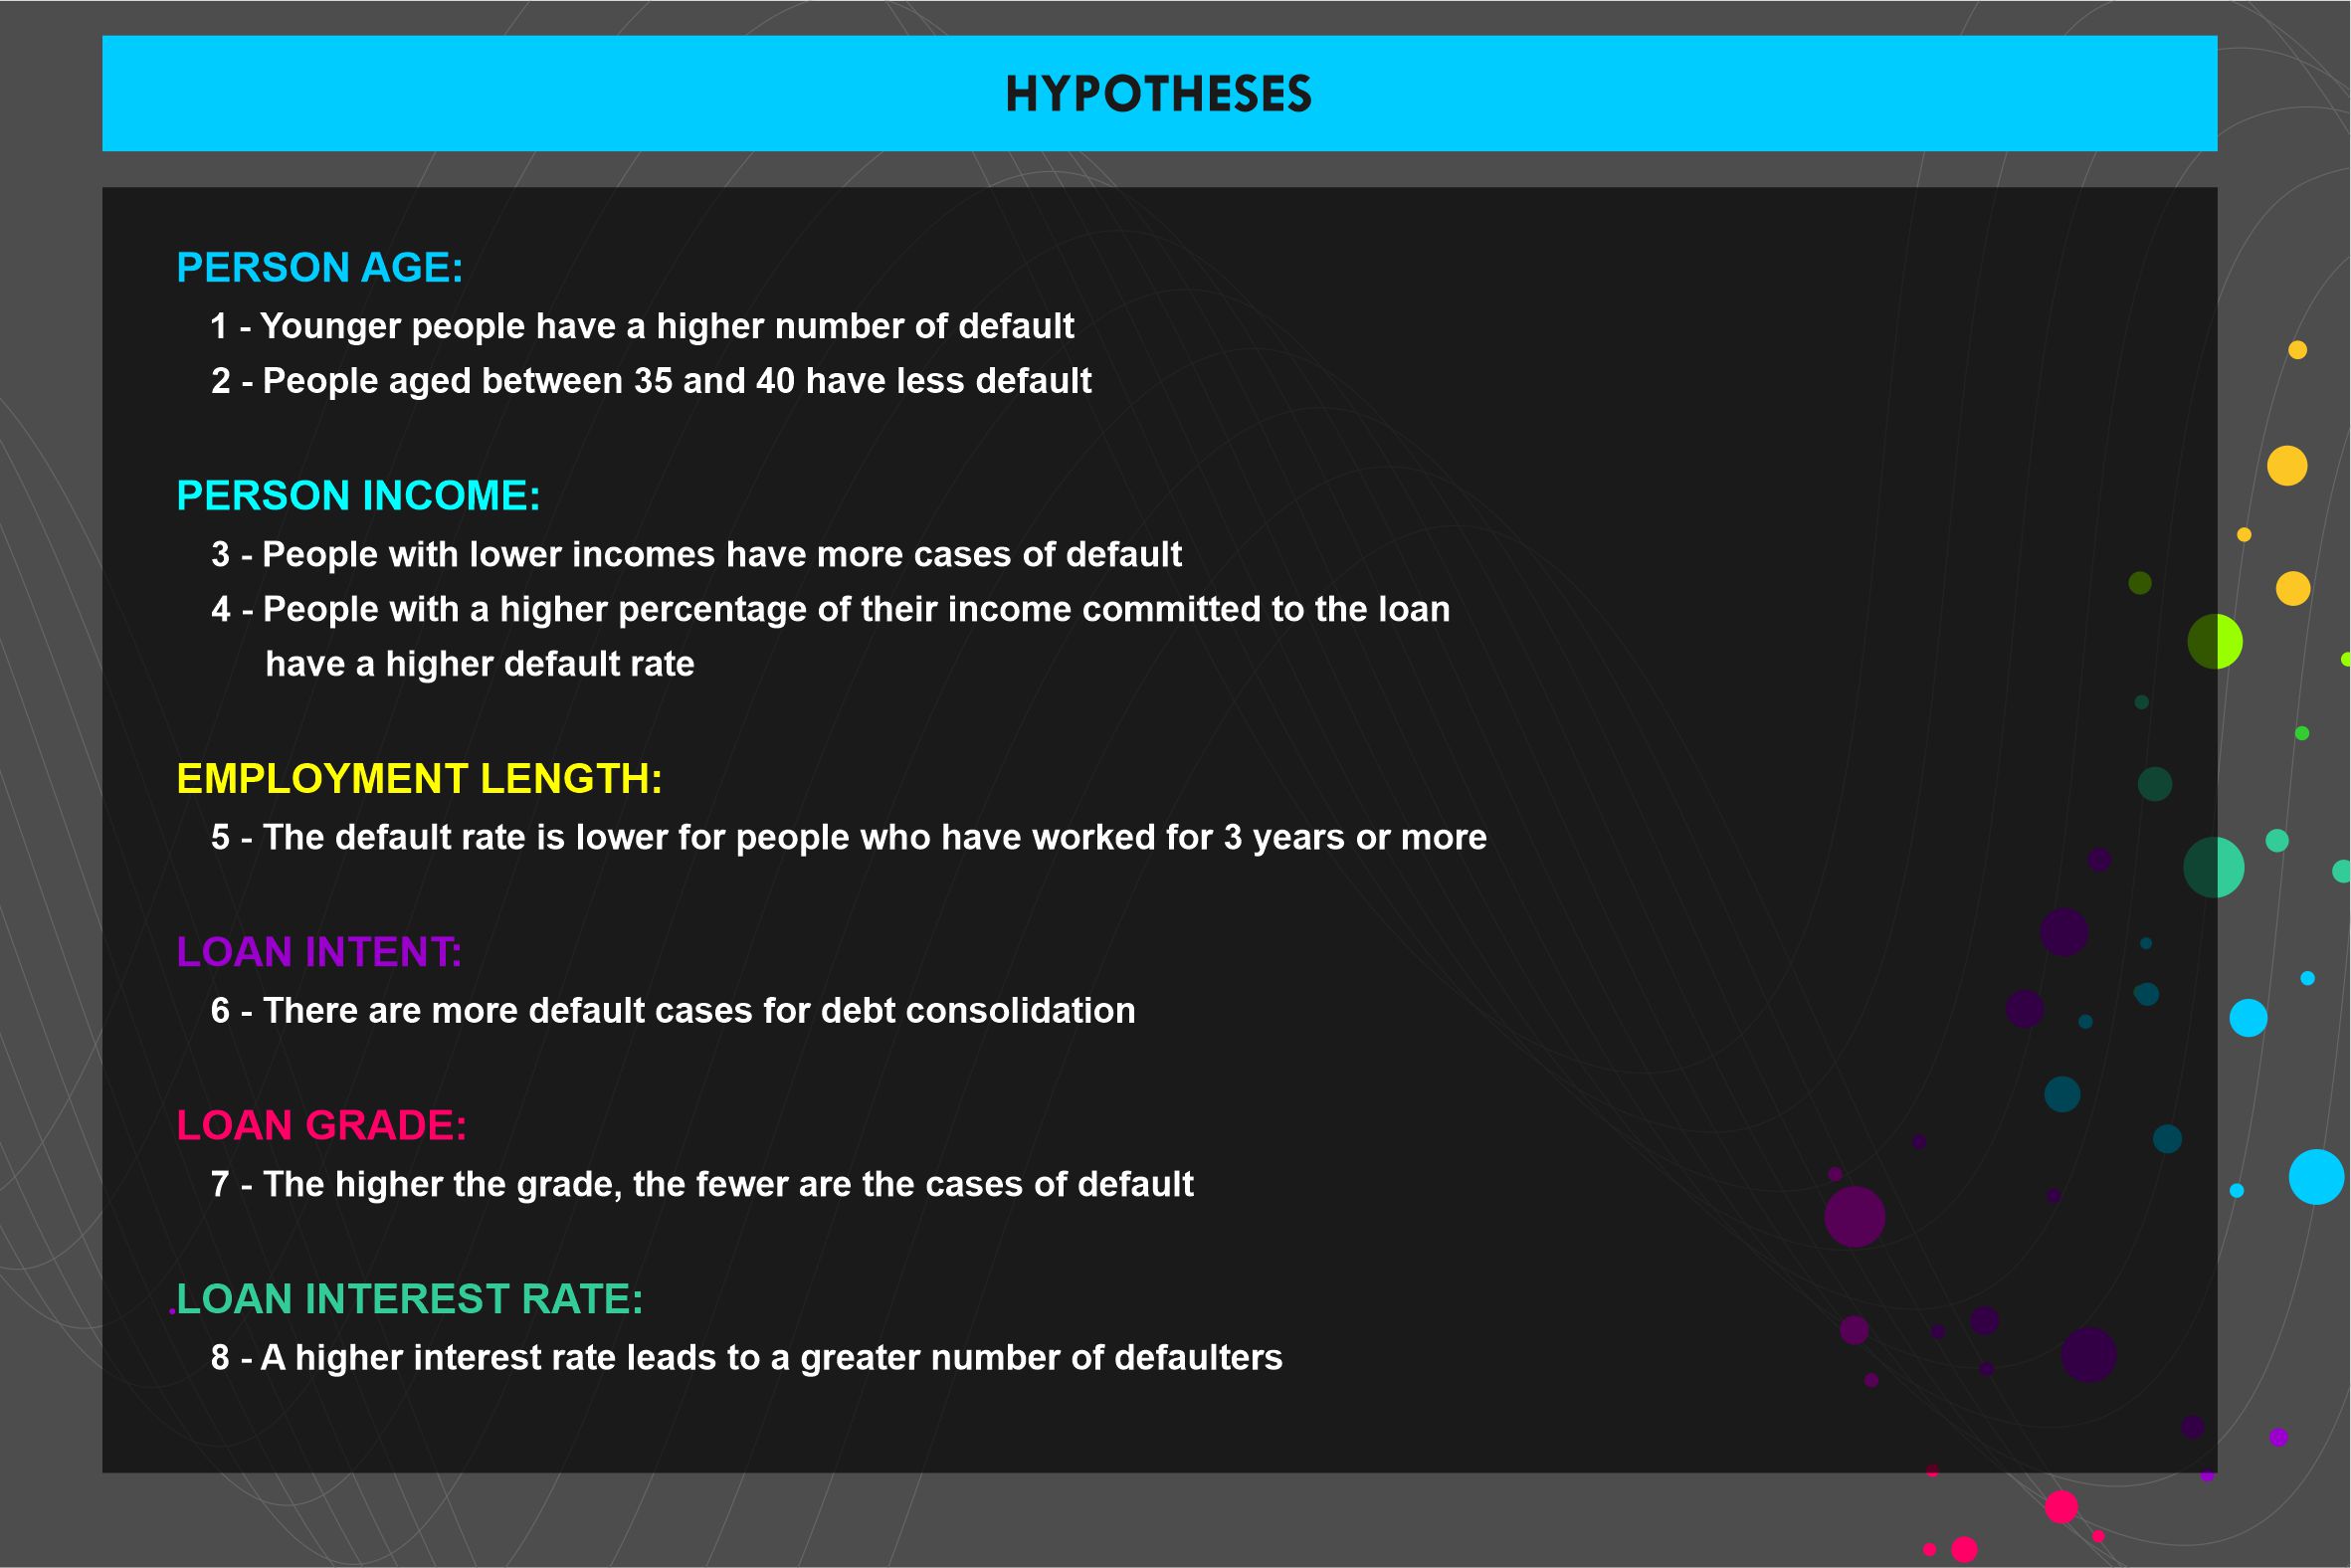 HYPOTHESES
PERSON AGE:
1 - Younger people have a higher number of default
2 - People aged between 35 and 40 have less default
PERSON INCOME:
3 - People with lower incomes have more cases of default
4 - People with a higher percentage of their income committed to the loan
have a higher default rate
EMPLOYMENT LENGTH:
5 - The default rate is lower for people who have worked for 3 years or more
LOAN INTENT:
6 - There are more default cases for debt consolidation
LOAN GRADE:
7 - The higher the grade, the fewer are the cases of default
LOAN INTEREST RATE:
8 - A higher interest rate leads to a greater number of defaulters